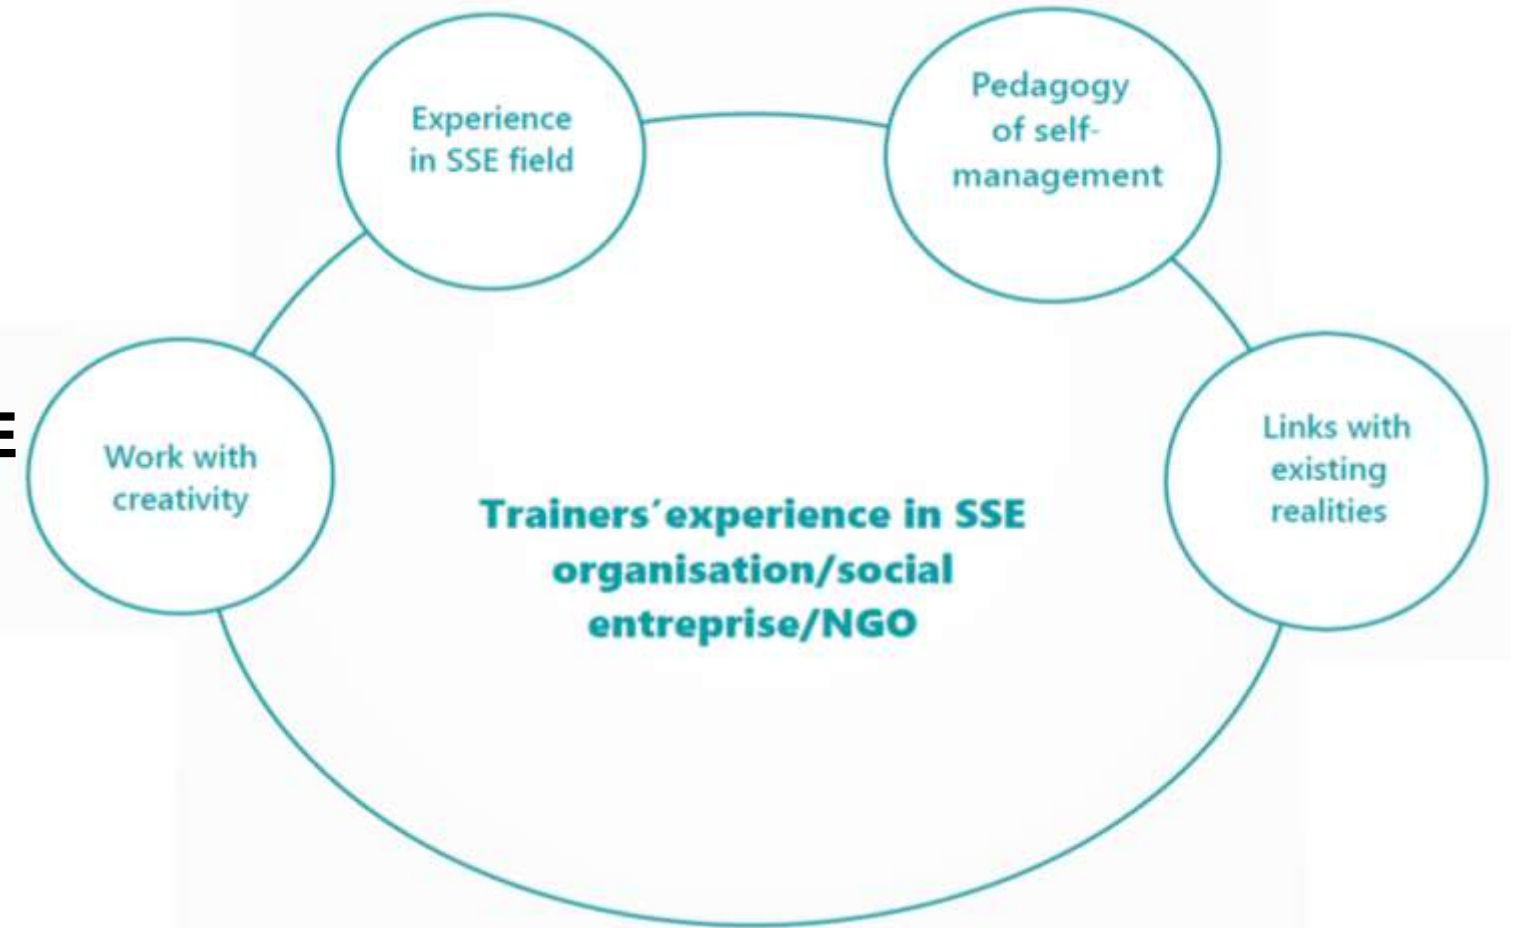 Experience
in SSE field
Pedagogy
of self-
management
Work with
creativity
Links with
existing
realities
Trainers´experience in SSE
organisation/social
entreprise/NGO
E